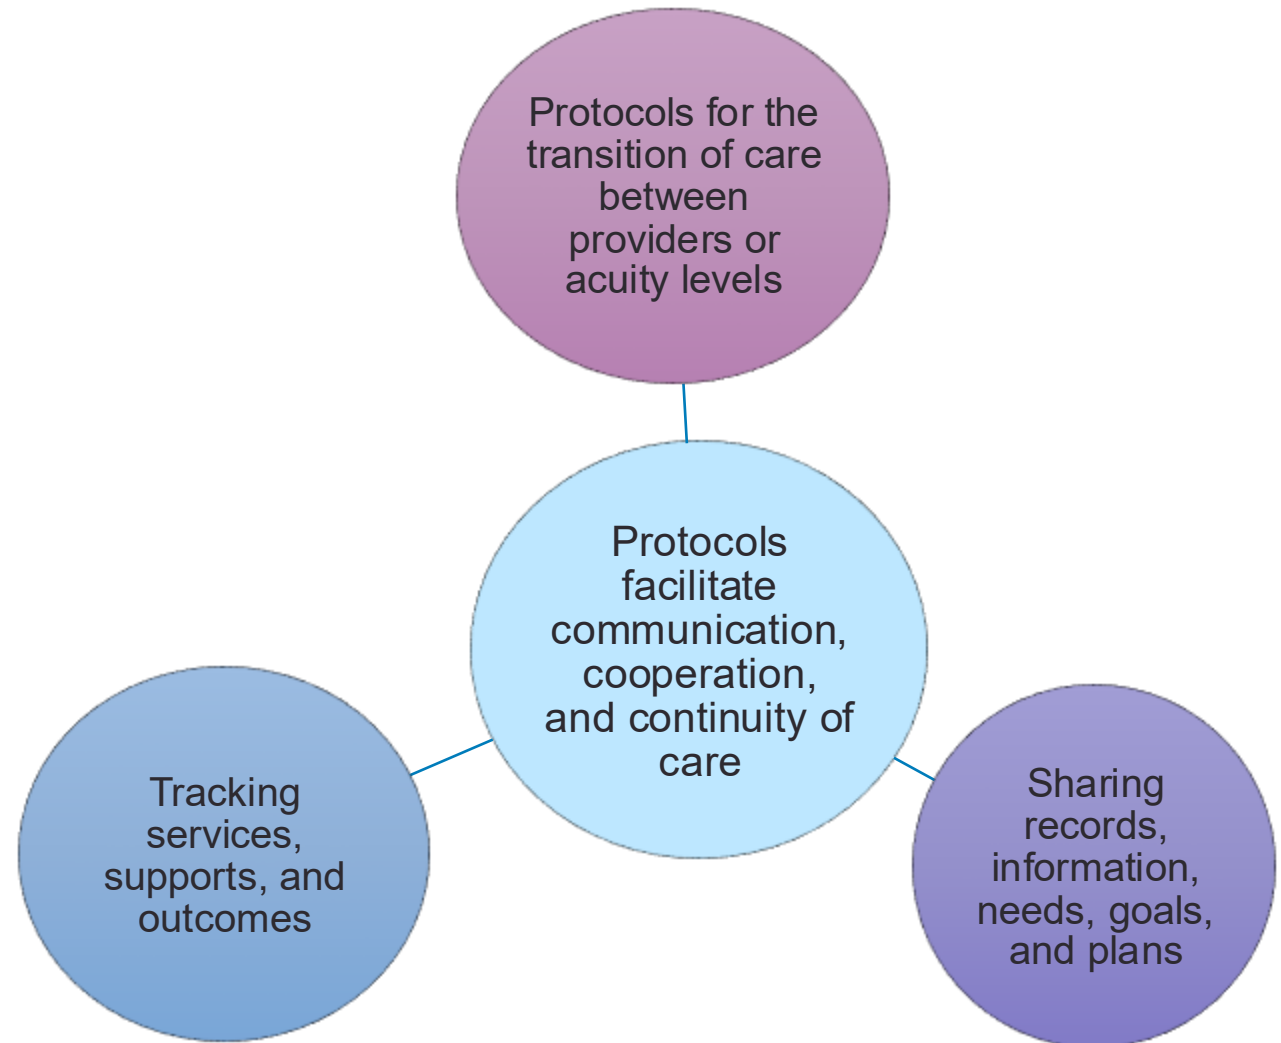 Protocols for the
transition of care
between
providers or
acuity levels
Protocols
facilitate
communication,
cooperation,
and continuity of
care
Tracking
services,
supports, and
outcomes
Sharing
records,
information,
needs, goals,
and plans